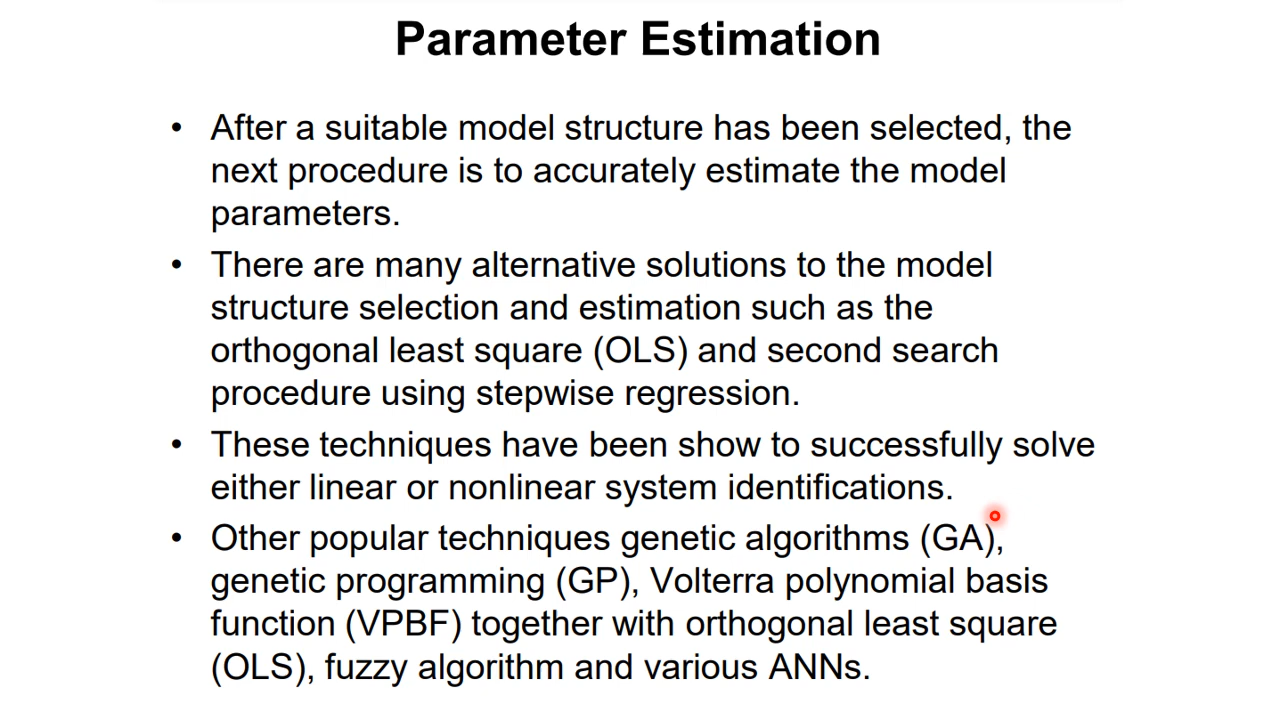 Parameter Estimation
• After a suitable model structure has been selected, the
next procedure is to accurately estimate the model
parameters.
• There are many alternative solutions to the model
structure selection and estimation such as the
orthogonal least square (OLS) and second search
procedure using stepwise regression.
• These techniques have been show to successfully solve
either linear or nonlinear system identifications.
• Other popular techniques genetic algorithms (GA),
genetic programming (GP), Volterra polynomial basis
function (VPBF) together with orthogonal least square
(OLS), fuzzy algorithm and various ANNs.